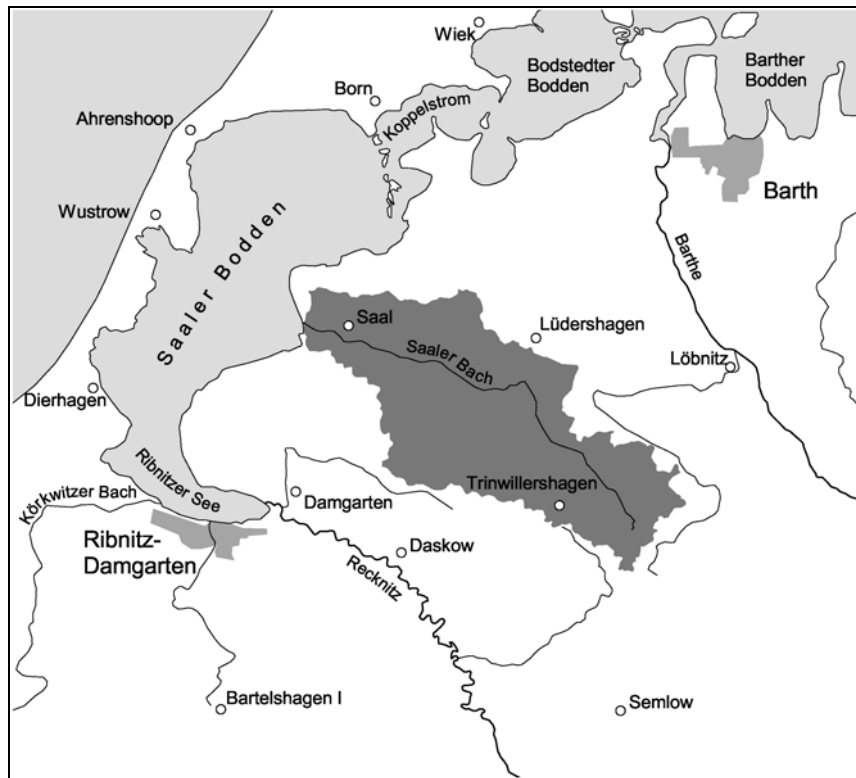 Wiek
Bodstedter
Bodden
Barther
Bodden
Born
Koppelstrom
Ahrenshoop
Barth
Wustrow
Saaler Bodden
Barthe
Saal
Lüdershagen
Saaler Bach
Löbnitz
Dierhagen
Ribnitzer See
Trinwillershagen
Körkwitzer Bach
Damgarten
Ribnitz-
Damgarten
Daskow
Recknitz
Bartelshagen I
Semlow